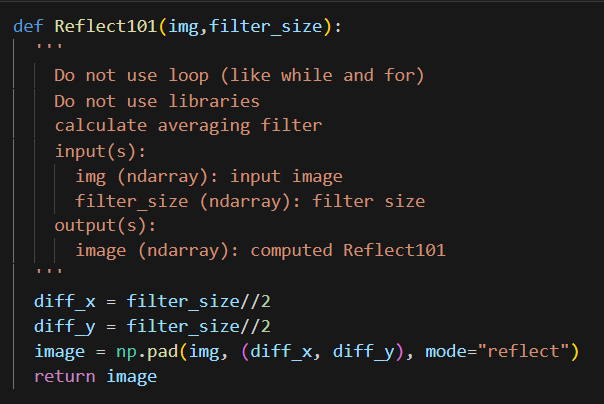 def Reflect101(img,filter_size):
'''
Do not use loop (like while and for)
Do not use libraries
calculate averaging filter
input(s):
img (ndarray): input image
filter_size (ndarray): filter size
output(s):
image (ndarray): computed Reflect101
'''
diff_x = filter_size//2
diff_y = filter_size//2
image = np.pad(img, (diff_x, diff_y), mode="reflect")
return image